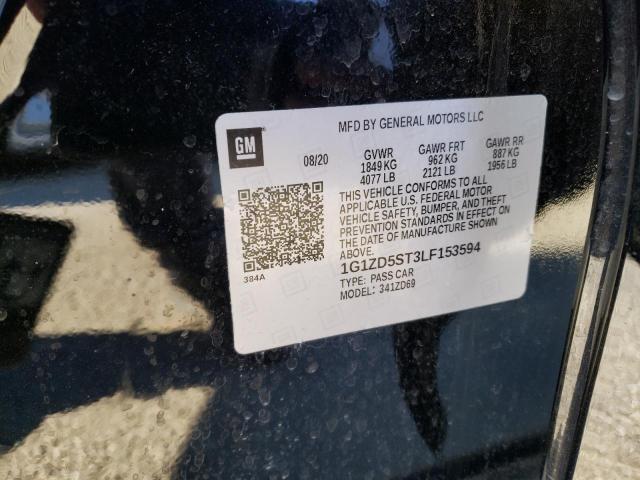 MFD BY GENERAL MOTORS LLC
GM
08/20
GVWR GAWR FRT GAWR RR
1849 KG 962 KG 887 KG
4077 LB 2121 LB 1956 LB
THIS VEHICLE CONFORMS TO ALL
APPLICABLE U.S. FEDERAL MOTOR
VEHICLE SAFETY, BUMPER, AND THEFT
PREVENTION STANDARDS IN EFFECT ON
THE DATE OF MANUFACTURE SHOWN
ABOVE.
1G1ZD5ST3LF153594
384A
TYPE: PASS CAR
MODEL: 341ZD69